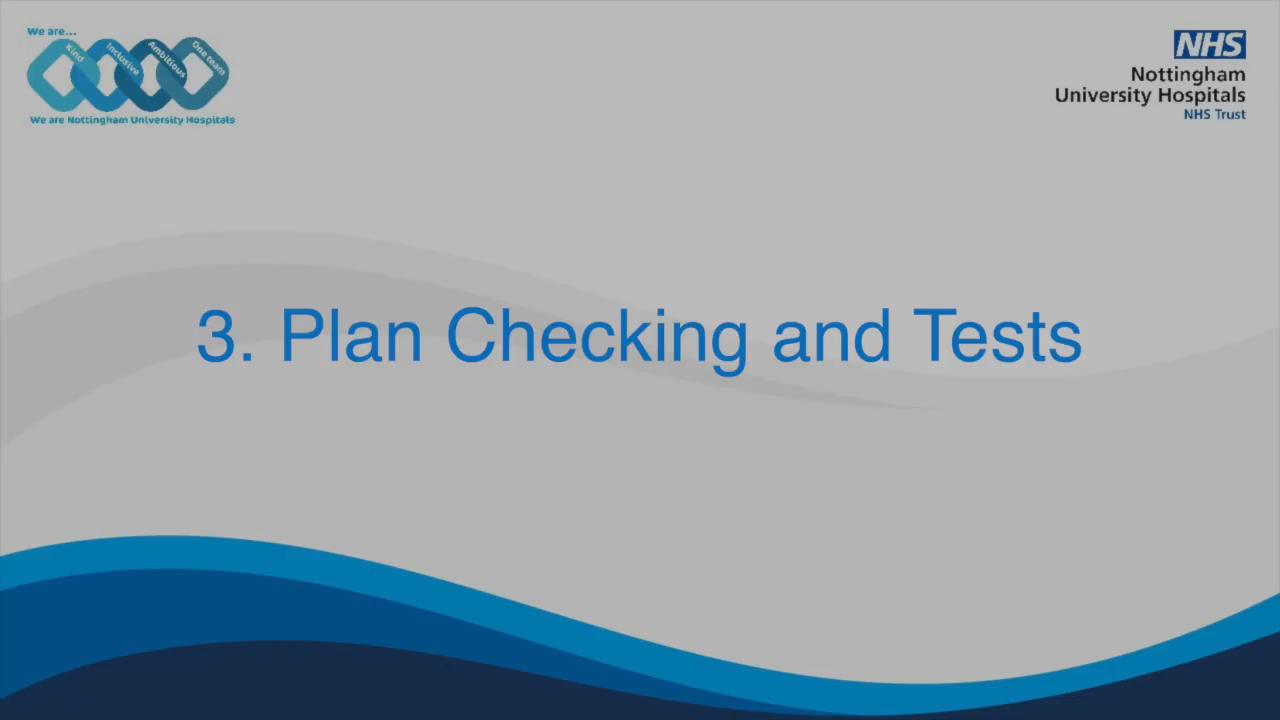 We are...
Kind
Inclusive
Ambitious
One team
We are Nottingham University Hospitals
NHS
Nottingham
University Hospitals
NHS Trust
3. Plan Checking and Tests